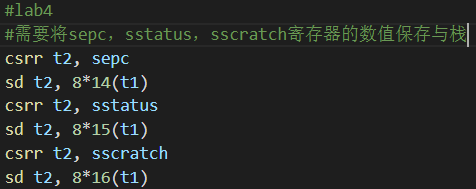 #lab4
#需要将sepc，sstatus，sscratch寄存器的数值保存与栈
csrr t2, sepc
sd t2, 8*14(t1)
csrr t2, sstatus
sd t2, 8*15(t1)
csrr t2, sscratch
sd t2, 8*16(t1)